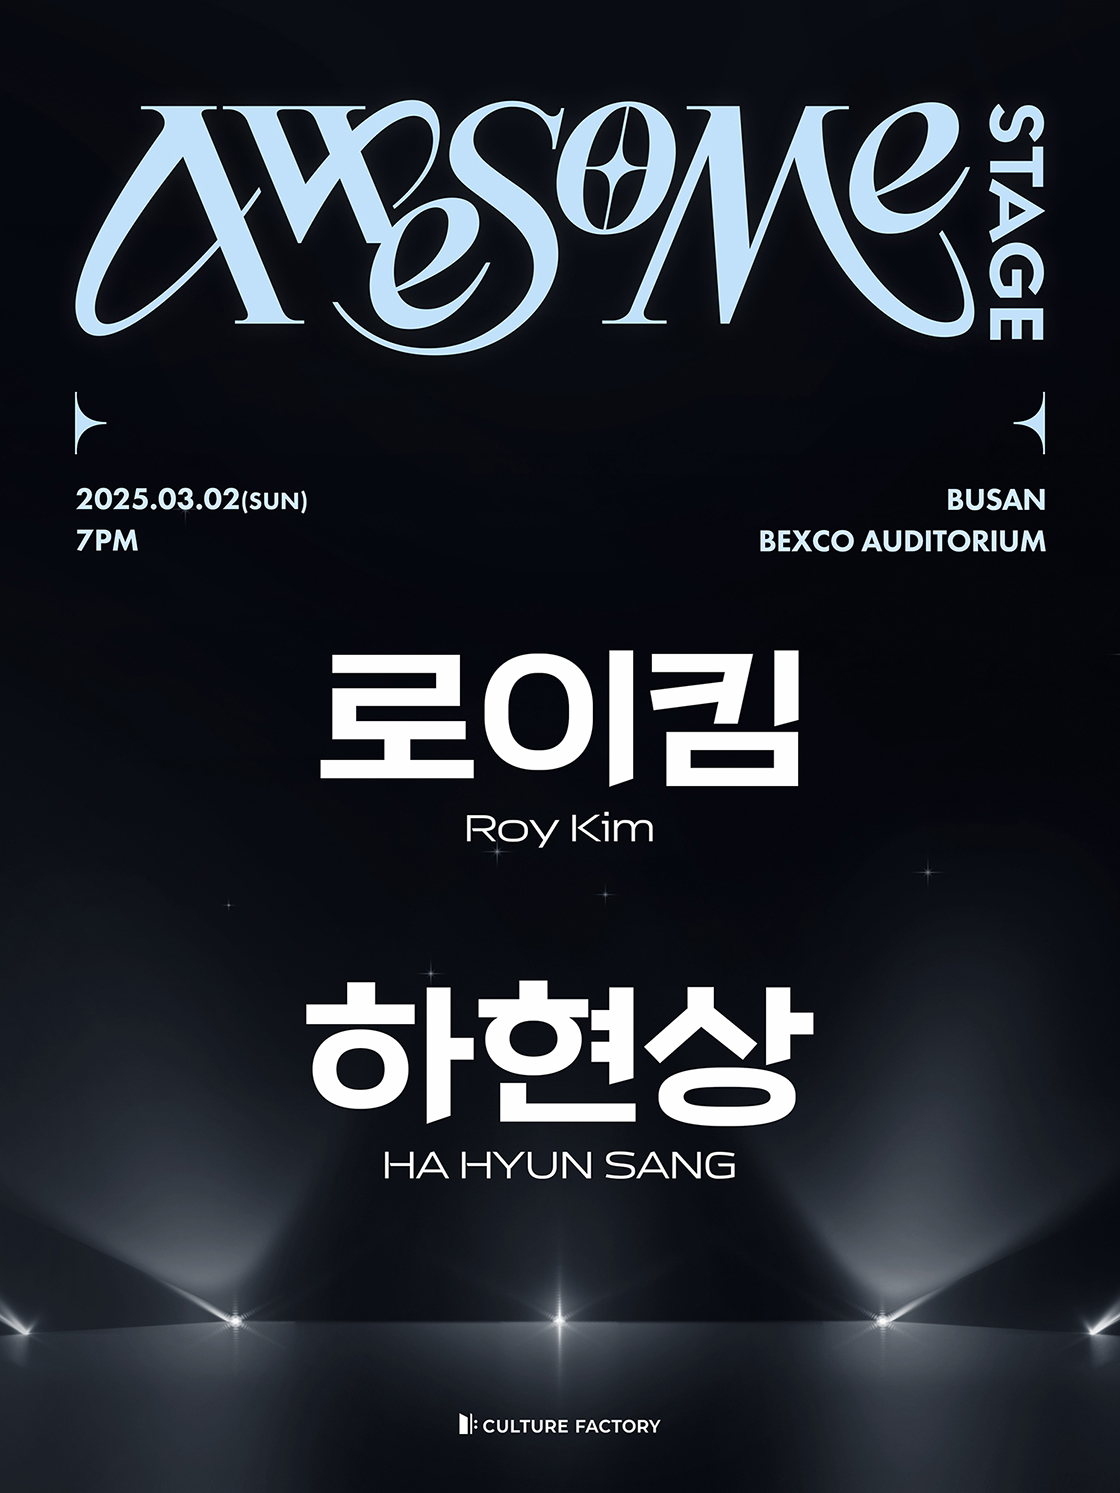 AWeSOMe
STAGE
2025.03.02(SUN)
7PM
BUSAN
BEXCO AUDITORIUM
로이킴
Roy Kim
하현상
HA HYUN SANG
CULTURE FACTORY